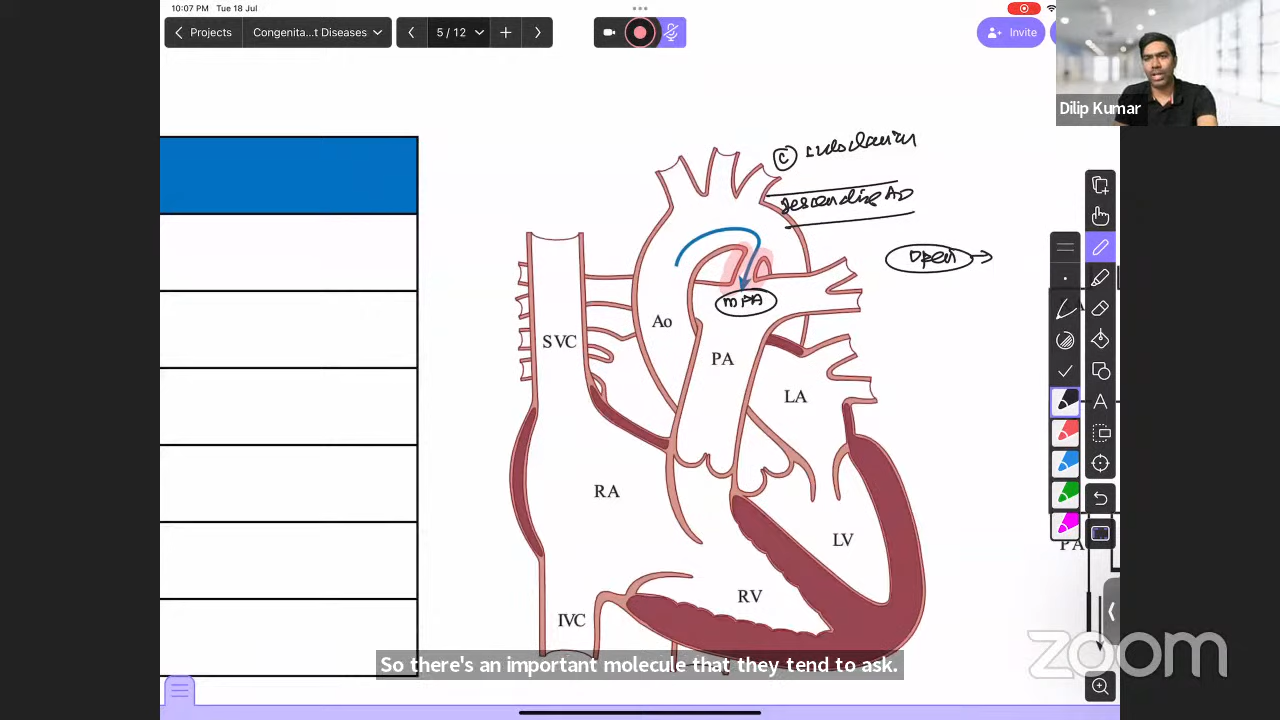 10:07 PM Tue 18 Jul
Projects
Congenita...t Diseases
5 / 12
Invite
Dilip Kumar
subclavian
descending AO
Open
MPA
Ao
SVC
PA
LA
RA
LV
RV
IVC
A
PA
So there's an important molecule that they tend to ask.
zoom